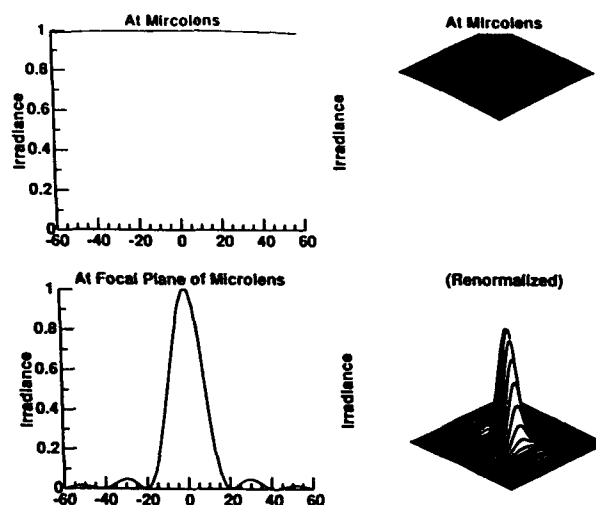 At Mircolens
At Mircolens
1
0.8
0.6
0.4
0.2
0
Irradiance
Irradiance
-60 -40 -20 0 20 40 60
At Focal Plane of Microlens
(Renormalized)
1
0.8
0.6
0.4
0.2
0
Irradiance
Irradiance
-60 -40 -20 0 20 40 60